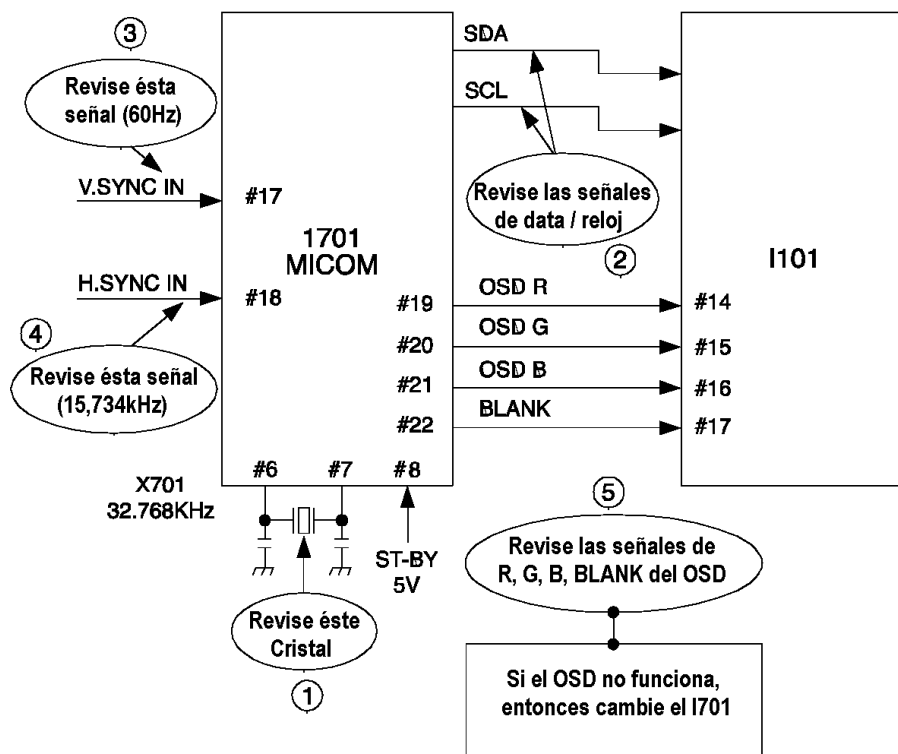 3
Revise ésta
señal (60Hz)
V.SYNC IN
#17
1701
MICOM
H.SYNC IN
#18
4
Revise ésta señal
(15,734kHz)
#19
#20
#21
#22
#6
#7
#8
X701
32.768KHz
ST-BY
5V
Revise éste
Cristal
1
SDA
SCL
Revise las señales
de data / reloj
2
OSD R
OSD G
OSD B
BLANK
I101
#14
#15
#16
#17
5
Revise las señales de
R, G, B, BLANK del OSD
Si el OSD no funciona,
entonces cambie el I701